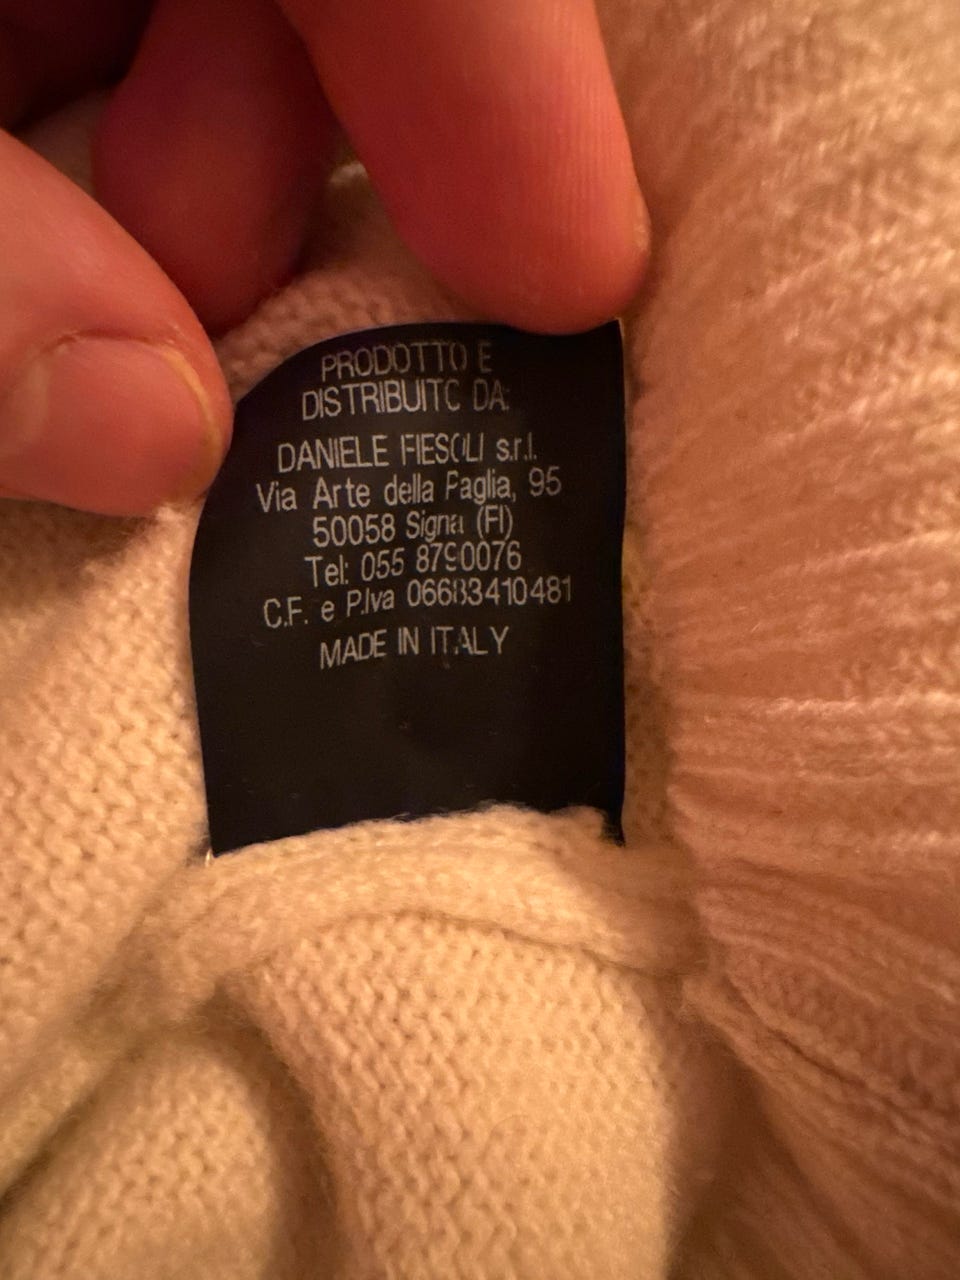 PRODOTTO E
DISTRIBUITO DA:
DANIELE FIESOLI s.r.l.
Via Arte della Paglia, 95
50058 Signa (FI)
Tel: 055 8790076
C.F. e P.Iva 06683410481
MADE IN ITALY